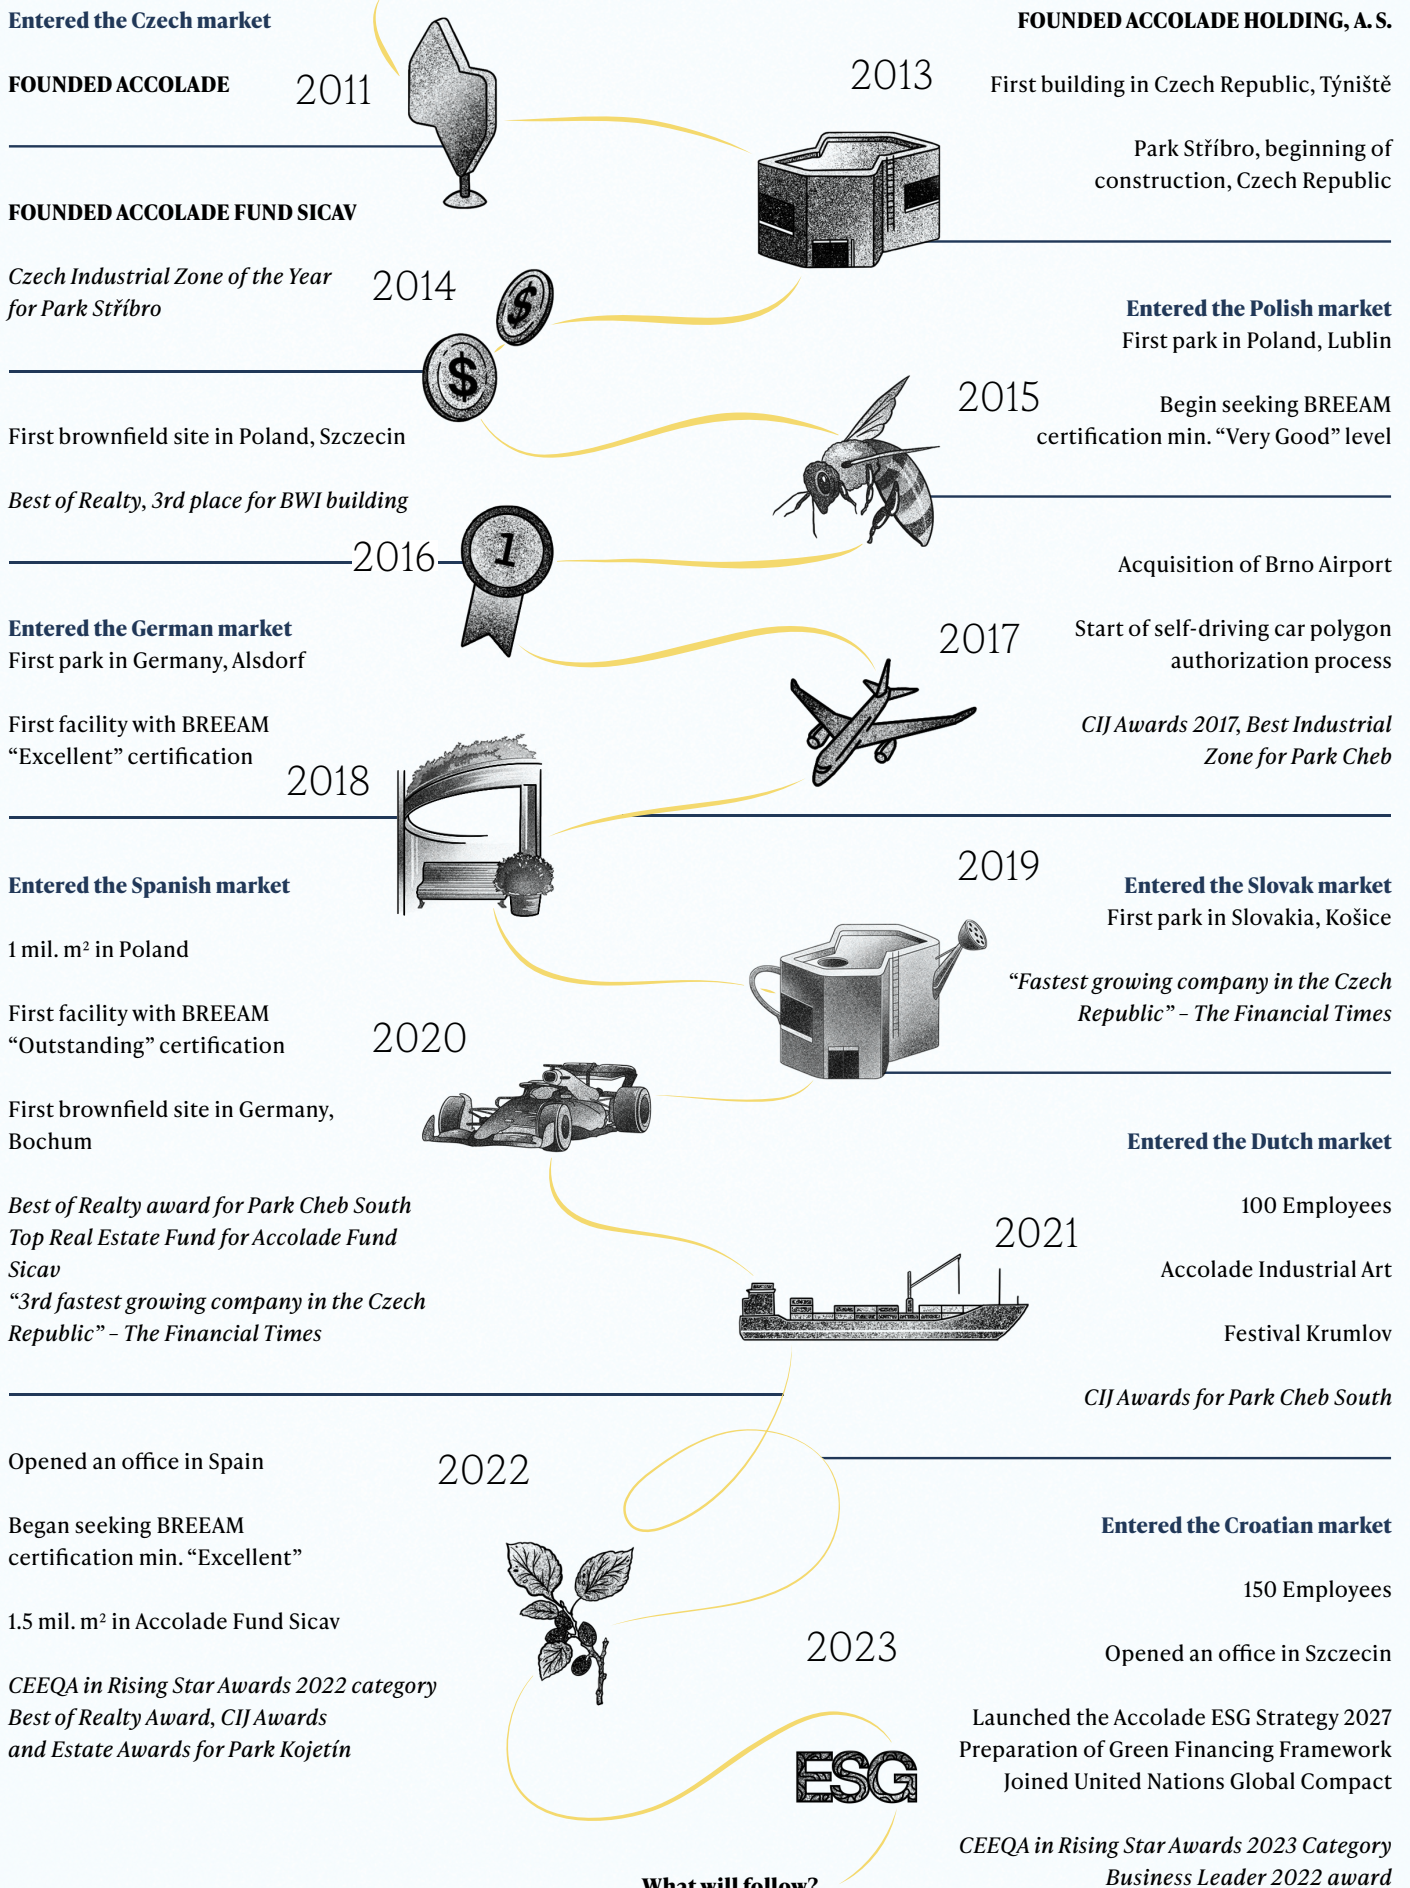 Entered the Czech market
FOUNDED ACCOLADE
2011
FOUNDED ACCOLADE HOLDING, A. S.
2013
First building in Czech Republic, Týniště
Park Stříbro, beginning of
construction, Czech Republic
FOUNDED ACCOLADE FUND SICAV
Czech Industrial Zone of the Year
for Park Stříbro
2014
$
$
Entered the Polish market
First park in Poland, Lublin
2015
Begin seeking BREEAM
certification min. “Very Good” level
First brownfield site in Poland, Szczecin
Best of Realty, 3rd place for BWI building
2016
1
Acquisition of Brno Airport
2017
Start of self-driving car polygon
authorization process
CIJ Awards 2017, Best Industrial
Zone for Park Cheb
Entered the German market
First park in Germany, Alsdorf
First facility with BREEAM
“Excellent” certification
2018
2019
Entered the Slovak market
First park in Slovakia, Košice
“Fastest growing company in the Czech
Republic” – The Financial Times
Entered the Spanish market
1 mil. m² in Poland
First facility with BREEAM
“Outstanding” certification
2020
First brownfield site in Germany,
Bochum
Best of Realty award for Park Cheb South
Top Real Estate Fund for Accolade Fund
Sicav
“3rd fastest growing company in the Czech
Republic” – The Financial Times
Entered the Dutch market
100 Employees
2021
Accolade Industrial Art
Festival Krumlov
CIJ Awards for Park Cheb South
Opened an office in Spain
2022
Began seeking BREEAM
certification min. “Excellent”
1.5 mil. m² in Accolade Fund Sicav
CEEQA in Rising Star Awards 2022 category
Best of Realty Award, CIJ Awards
and Estate Awards for Park Kojetín
Entered the Croatian market
150 Employees
2023
Opened an office in Szczecin
Launched the Accolade ESG Strategy 2027
Preparation of Green Financing Framework
Joined United Nations Global Compact
ESG
CEEQA in Rising Star Awards 2023 Category
Business Leader 2022 award
What will follow?